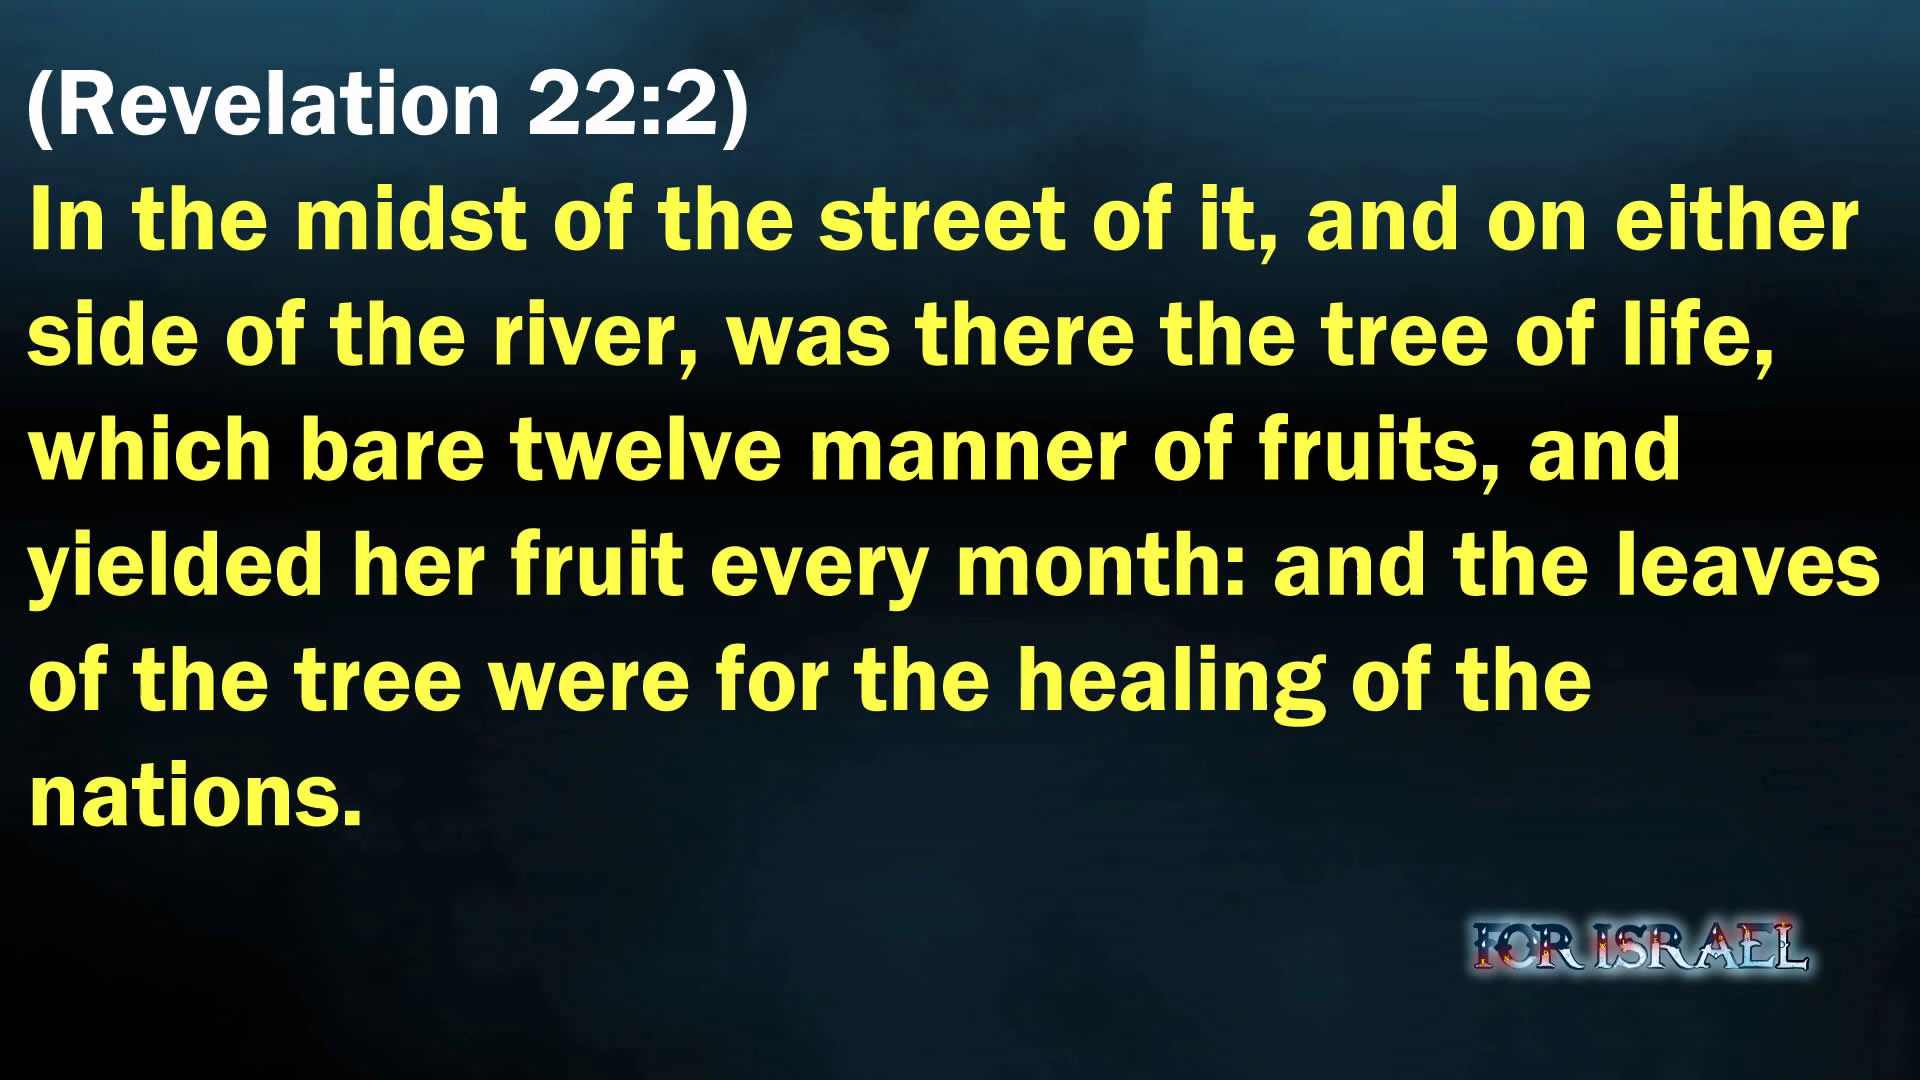 (Revelation 22:2)
In the midst of the street of it, and on either
side of the river, was there the tree of life,
which bare twelve manner of fruits, and
yielded her fruit every month: and the leaves
of the tree were for the healing of the
nations.
FOR ISRAEL